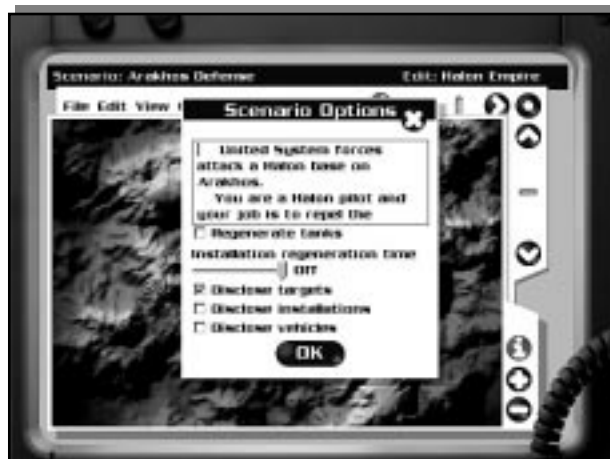 Scenario: Arakhos Defense Edit: Halon Empire
File Edit View
Scenario Options
United System forces
attack a Halon base on
Arakhos.
You are a Halon pilot and
your job is to repel the
Regenerate tanks
Installation regeneration time
Off
Disclose targets
Disclose installations
Disclose vehicles
OK